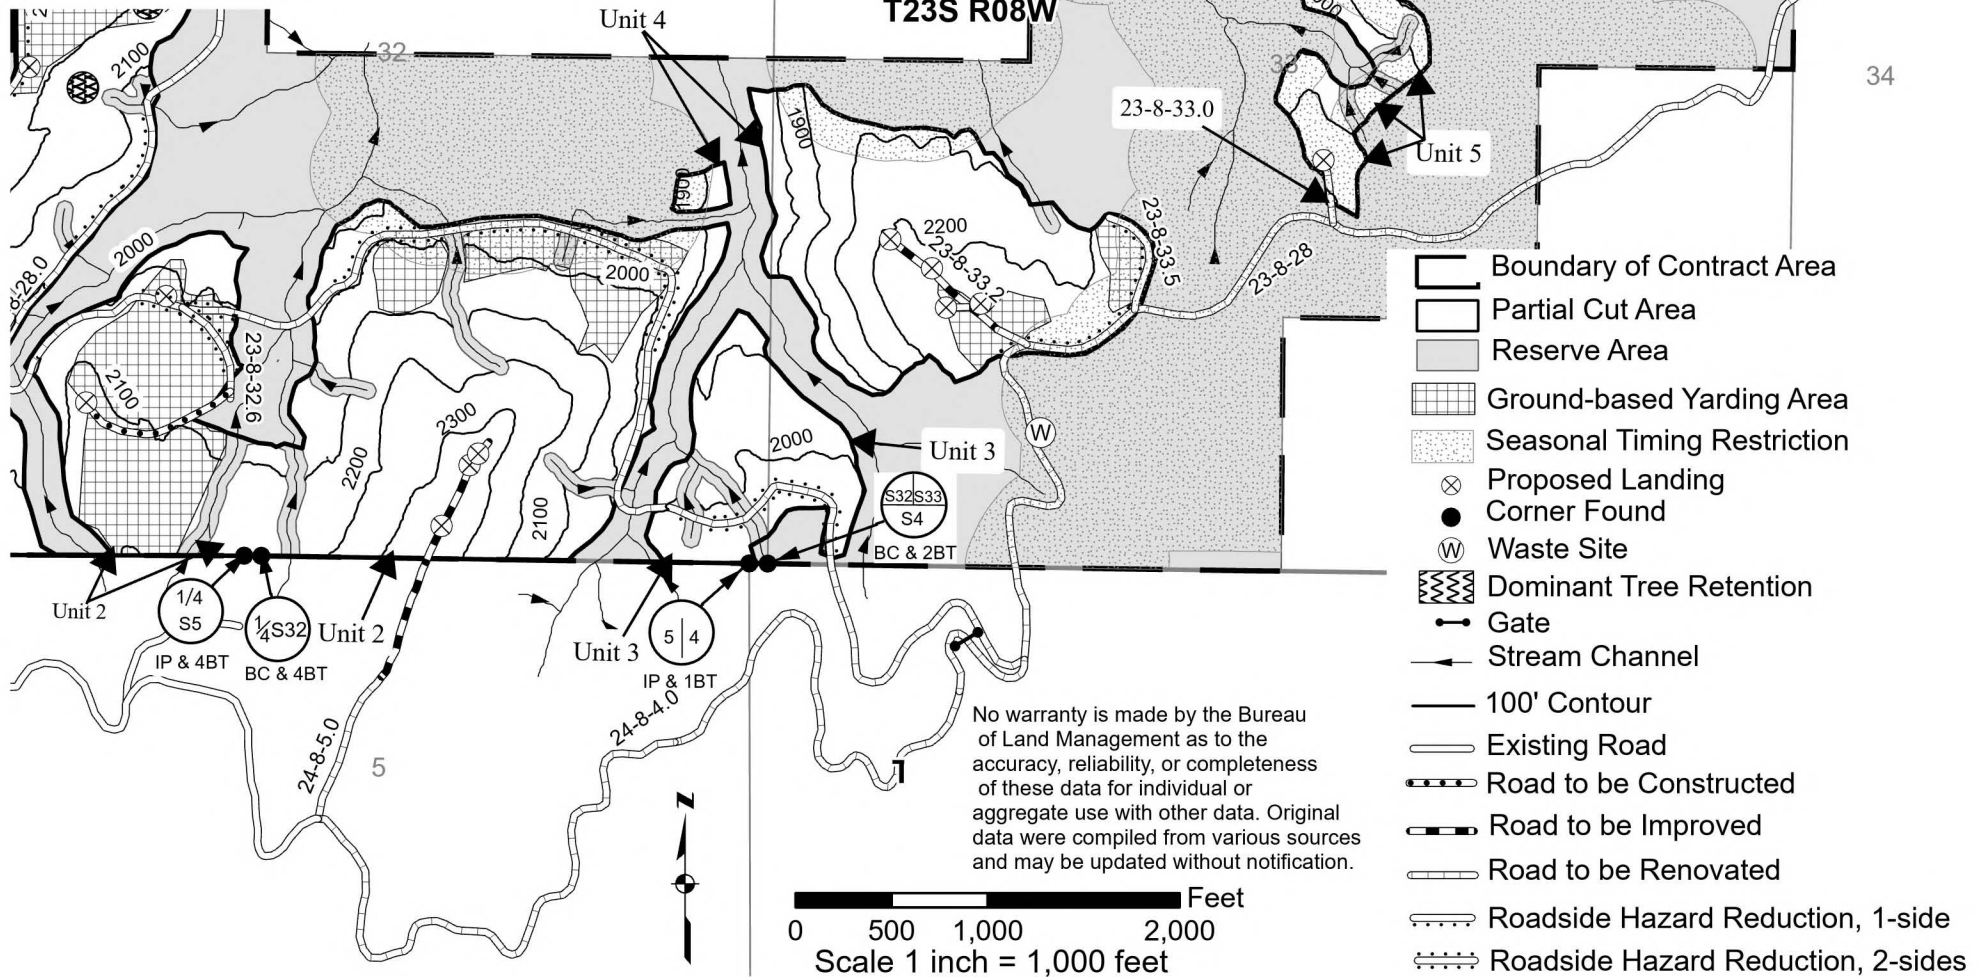 T23S R08W
Unit 4
32
33
34
2100
1900
1900
23-8-33.0
Unit 5
2000
2000
2200
23-8-33.2
23-8-33.5
23-8-28
23-8-32.6
2100
2300
2200
2100
2000
Unit 3
S32 S33
S4
BC & 2BT
Unit 2
1/4
S5
IP & 4BT
1/4 S32
BC & 4BT
Unit 2
Unit 3
5 | 4
IP & 1BT
24-8-5.0
24-8-4.0
5
No warranty is made by the Bureau
of Land Management as to the
accuracy, reliability, or completeness
of these data for individual or
aggregate use with other data. Original
data were compiled from various sources
and may be updated without notification.
Z
Feet
0 500 1,000 2,000
Scale 1 inch = 1,000 feet
Boundary of Contract Area
Partial Cut Area
Reserve Area
Ground-based Yarding Area
Seasonal Timing Restriction
Proposed Landing
Corner Found
W
Waste Site
W
Dominant Tree Retention
Gate
Stream Channel
100' Contour
Existing Road
Road to be Constructed
Road to be Improved
Road to be Renovated
Roadside Hazard Reduction, 1-side
Roadside Hazard Reduction, 2-sides